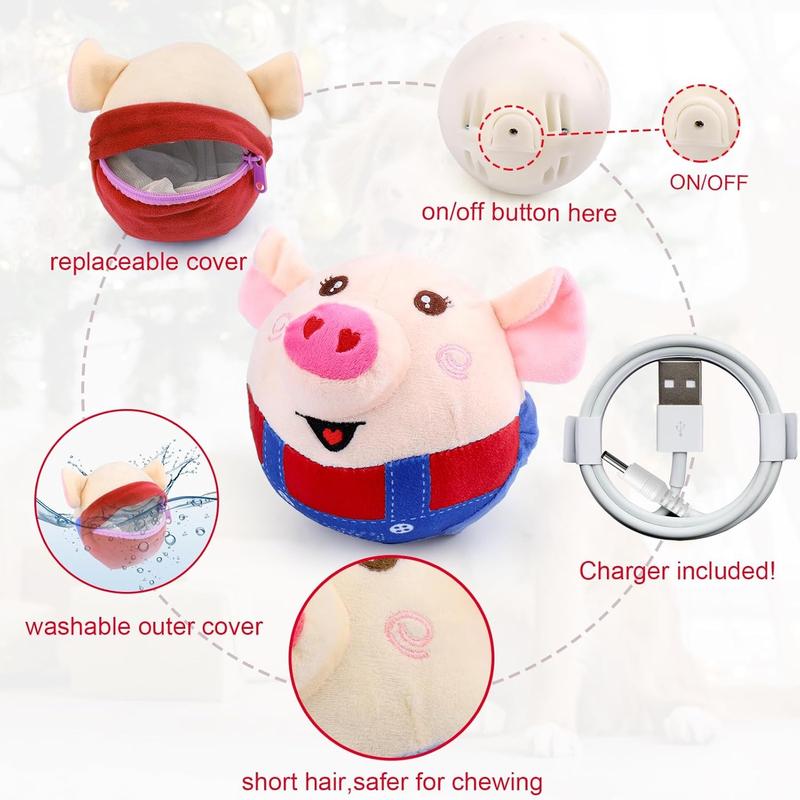 on/off button here
ON/OFF
replaceable cover
Charger included!
washable outer cover
short hair,safer for chewing